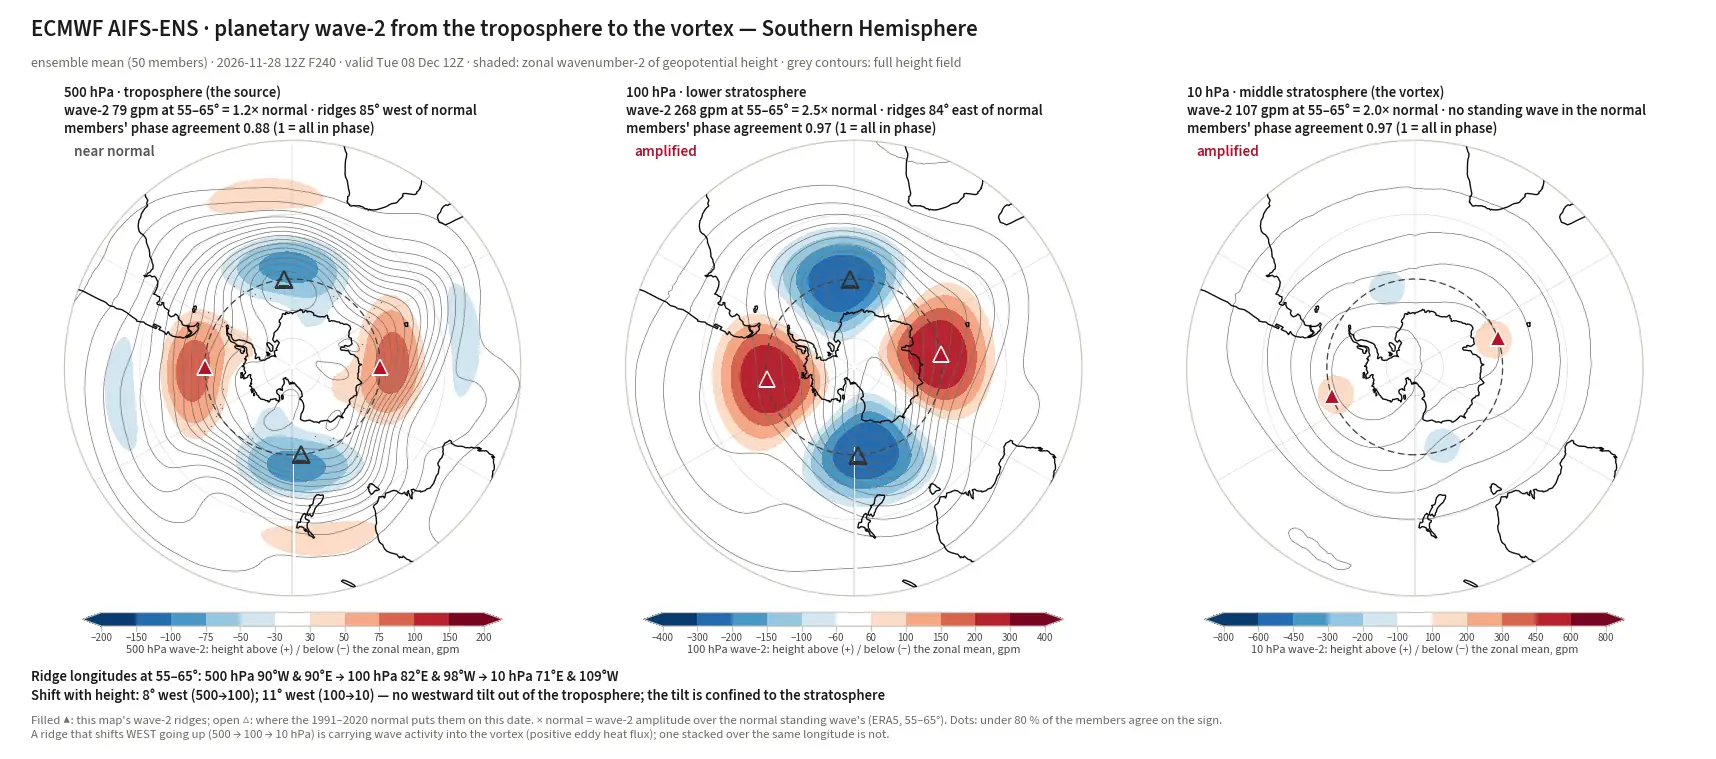 ECMWF AIFS-ENS · planetary wave-2 from the troposphere to the vortex — Southern Hemisphere
ensemble mean (50 members) · 2026-11-28 12Z F240 · valid Tue 08 Dec 12Z · shaded: zonal wavenumber-2 of geopotential height · grey contours: full height field
500 hPa · troposphere (the source)
wave-2 79 gpm at 55–65° = 1.2× normal · ridges 85° west of normal
members' phase agreement 0.88 (1 = all in phase)
near normal
100 hPa · lower stratosphere
wave-2 268 gpm at 55–65° = 2.5× normal · ridges 84° east of normal
members' phase agreement 0.97 (1 = all in phase)
amplified
10 hPa · middle stratosphere (the vortex)
wave-2 107 gpm at 55–65° = 2.0× normal · no standing wave in the normal
members' phase agreement 0.97 (1 = all in phase)
amplified
−200 −150 −100 −75 −50 −30 30 50 75 100 150 200
500 hPa wave-2: height above (+) / below (−) the zonal mean, gpm
−400 −300 −200 −150 −100 −60 60 100 150 200 300 400
100 hPa wave-2: height above (+) / below (−) the zonal mean, gpm
−800 −600 −450 −300 −200 −100 100 200 300 450 600 800
10 hPa wave-2: height above (+) / below (−) the zonal mean, gpm
Ridge longitudes at 55–65°: 500 hPa 90°W & 90°E → 100 hPa 82°E & 98°W → 10 hPa 71°E & 109°W
Shift with height: 8° west (500→100); 11° west (100→10) — no westward tilt out of the troposphere; the tilt is confined to the stratosphere
Filled ▲: this map's wave-2 ridges; open △: where the 1991–2020 normal puts them on this date. × normal = wave-2 amplitude over the normal standing wave's (ERA5, 55–65°). Dots: under 80 % of the members agree on the sign.
A ridge that shifts WEST going up (500 → 100 → 10 hPa) is carrying wave activity into the vortex (positive eddy heat flux); one stacked over the same longitude is not.